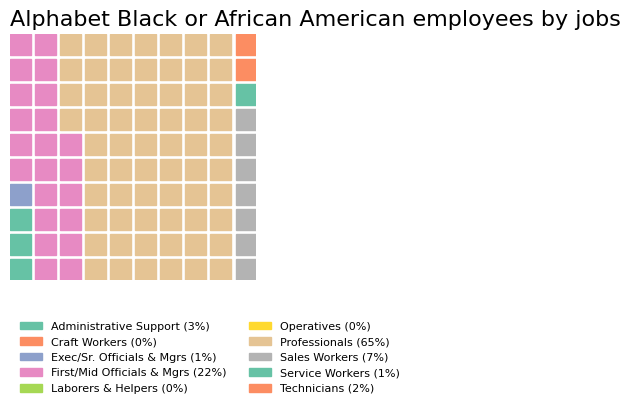 Alphabet Black or African American employees by jobs
Administrative Support (3%)
Craft Workers (0%)
Exec/Sr. Officials & Mgrs (1%)
First/Mid Officials & Mgrs (22%)
Laborers & Helpers (0%)
Operatives (0%)
Professionals (65%)
Sales Workers (7%)
Service Workers (1%)
Technicians (2%)